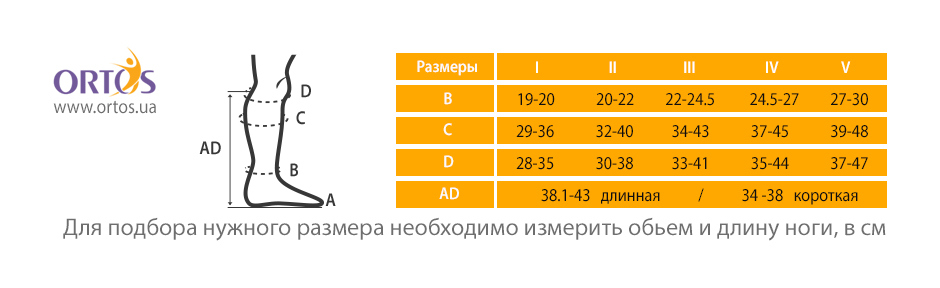 ORTOS
www.ortos.ua
D
C
AD
B
A
Размеры I II III IV V
B 19-20 20-22 22-24.5 24.5-27 27-30
C 29-36 32-40 34-43 37-45 39-48
D 28-35 30-38 33-41 35-44 37-47
AD 38.1-43 длинная / 34 -38 короткая
Для подбора нужного размера необходимо измерить обьем и длину ноги, в см